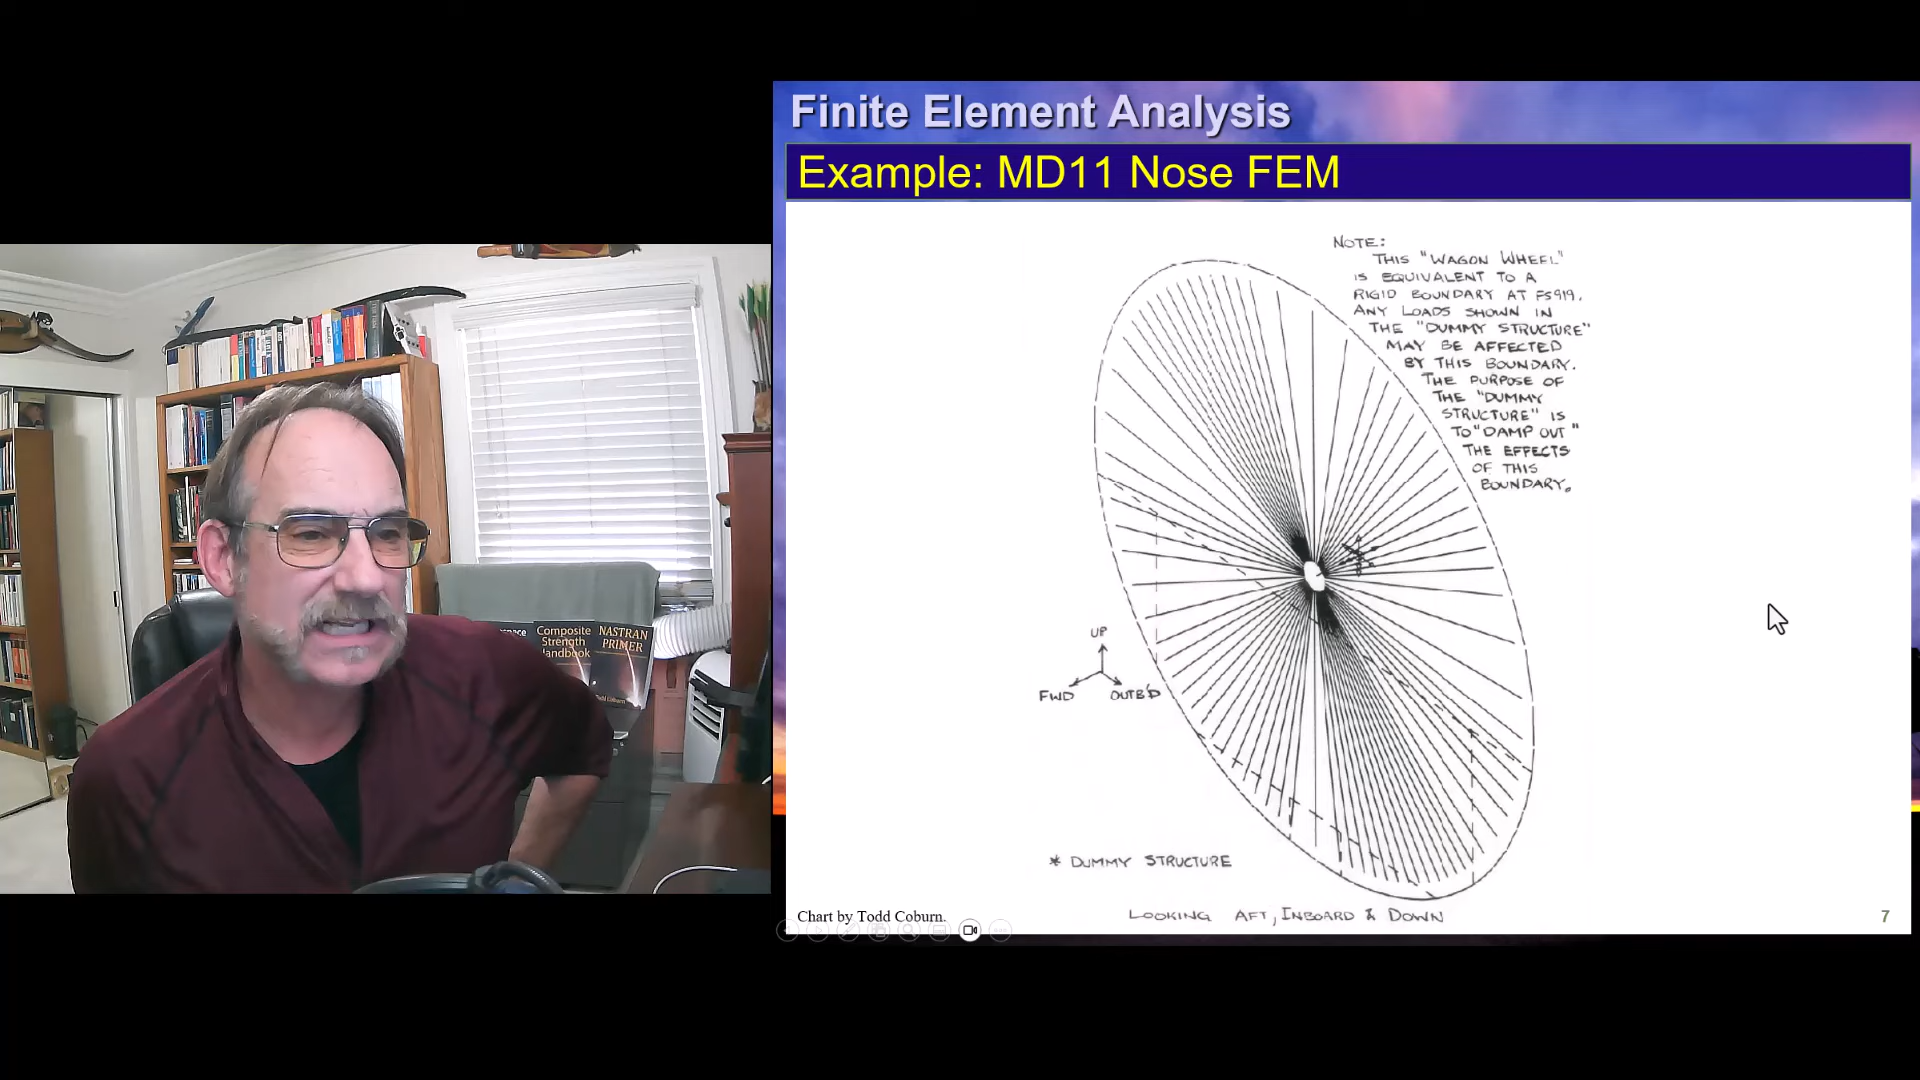 Finite Element Analysis
Example: MD11 Nose FEM
NOTE:
THIS "WAGON WHEEL"
IS EQUIVALENT TO A
RIGID BOUNDARY AT FS919.
ANY LOADS SHOWN IN
THE "DUMMY STRUCTURE"
MAY BE AFFECTED
BY THIS BOUNDARY.
THE PURPOSE OF
THE "DUMMY
STRUCTURE" IS
TO "DAMP OUT"
THE EFFECTS
OF THIS
BOUNDARY.
UP
FWD
OUTB'D
* DUMMY STRUCTURE
LOOKING AFT, INBOARD & DOWN
Chart by Todd Coburn.
7
Composite
Strength
Handbook
NASTRAN
PRIMER
Todd Coburn